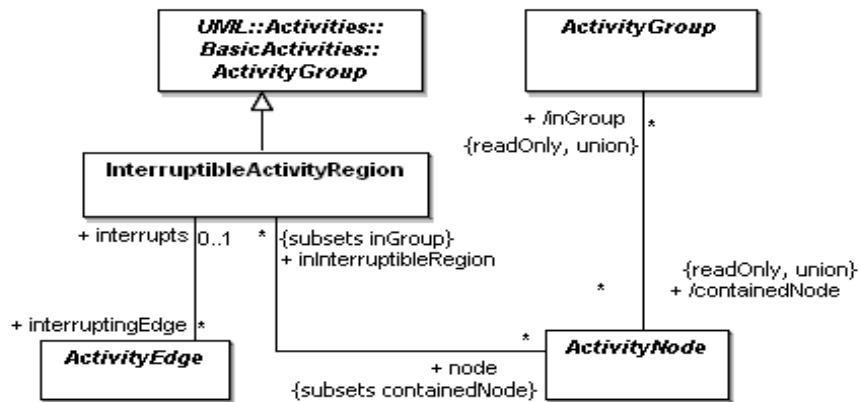 UML::Activities::
BasicActivities::
ActivityGroup
ActivityGroup
+ /inGroup
*
{readOnly, union}
InterruptibleActivityRegion
+ interrupts
0..1
*
{subsets inGroup}
+ inInterruptibleRegion
{readOnly, union}
*
+ /containedNode
+ interruptingEdge
*
*
ActivityEdge
ActivityNode
+ node
{subsets containedNode}